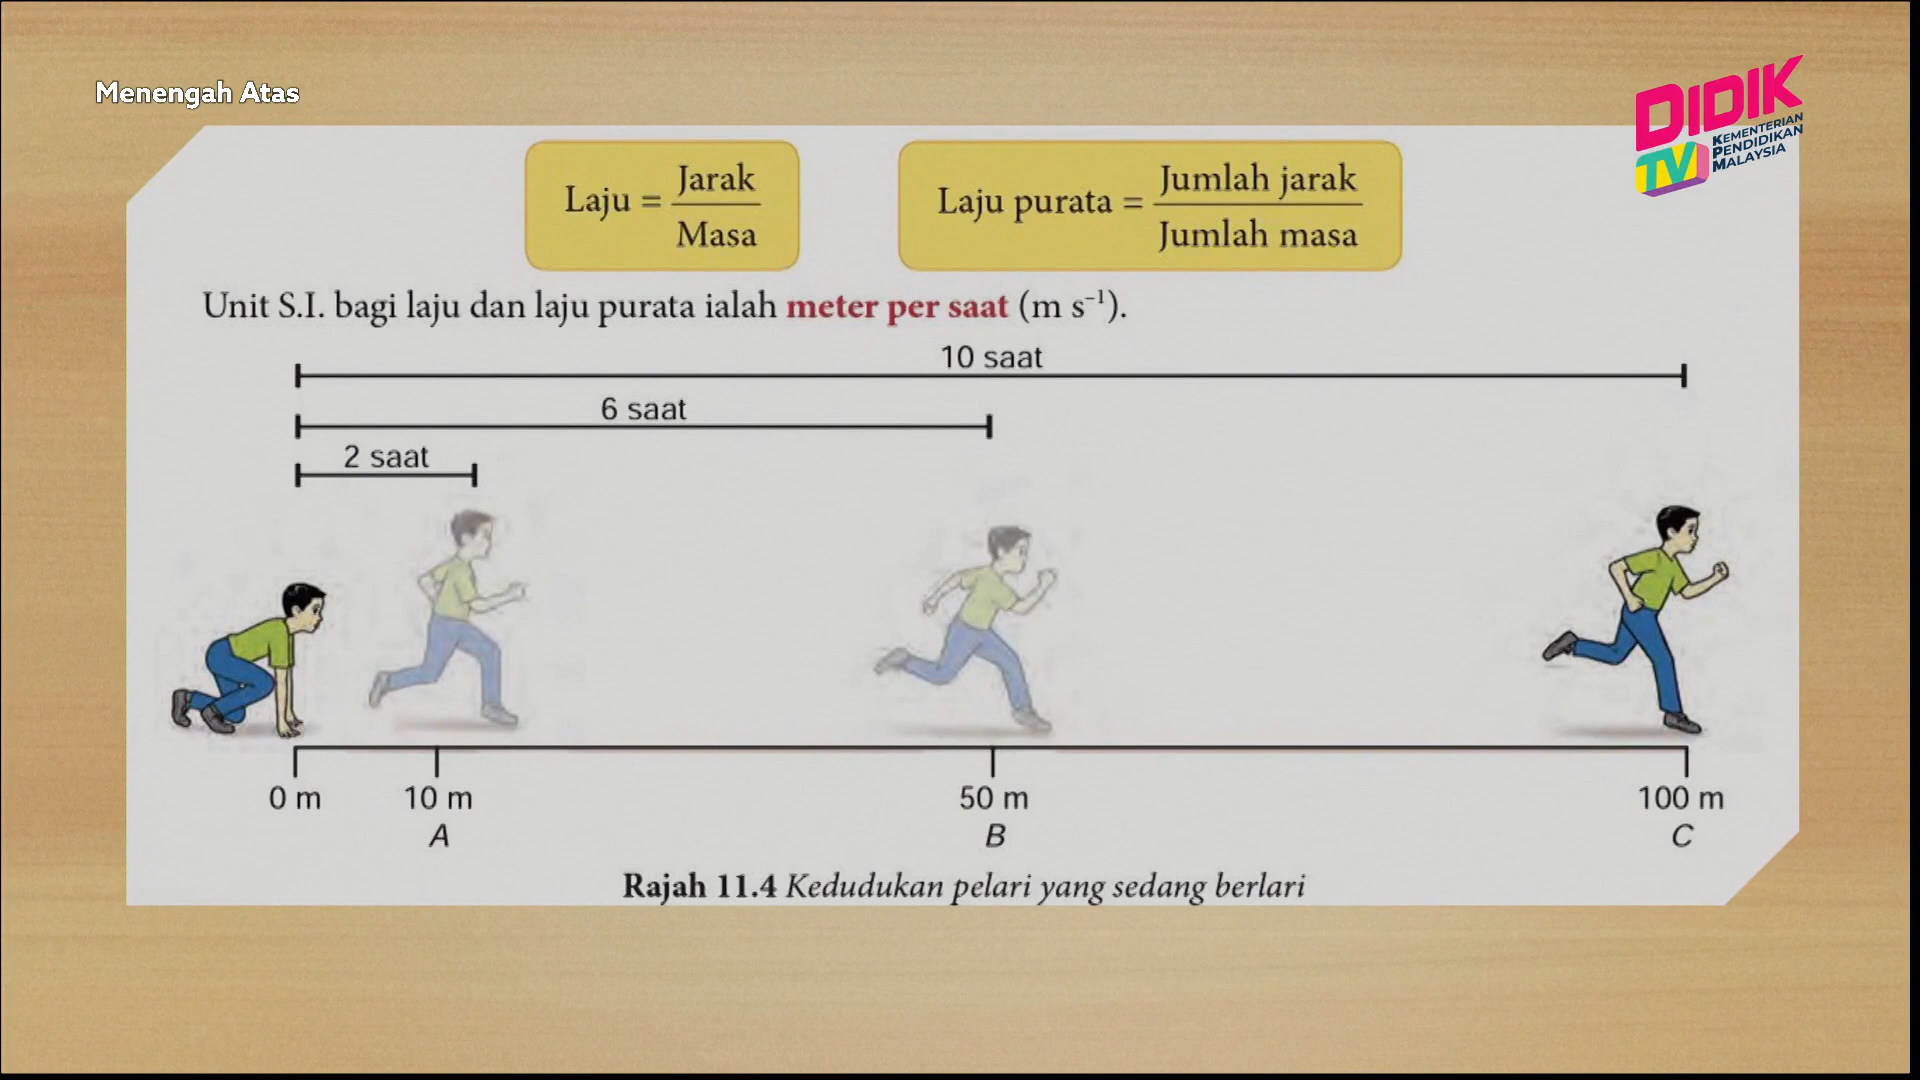 Menengah Atas
DIDIK
TV
KEMENTERIAN
PENDIDIKAN
MALAYSIA
Laju = Jarak / Masa
Laju purata = Jumlah jarak / Jumlah masa
Unit S.I. bagi laju dan laju purata ialah meter per saat (m s⁻¹).
10 saat
6 saat
2 saat
0 m 10 m 50 m 100 m
A B C
Rajah 11.4 Kedudukan pelari yang sedang berlari